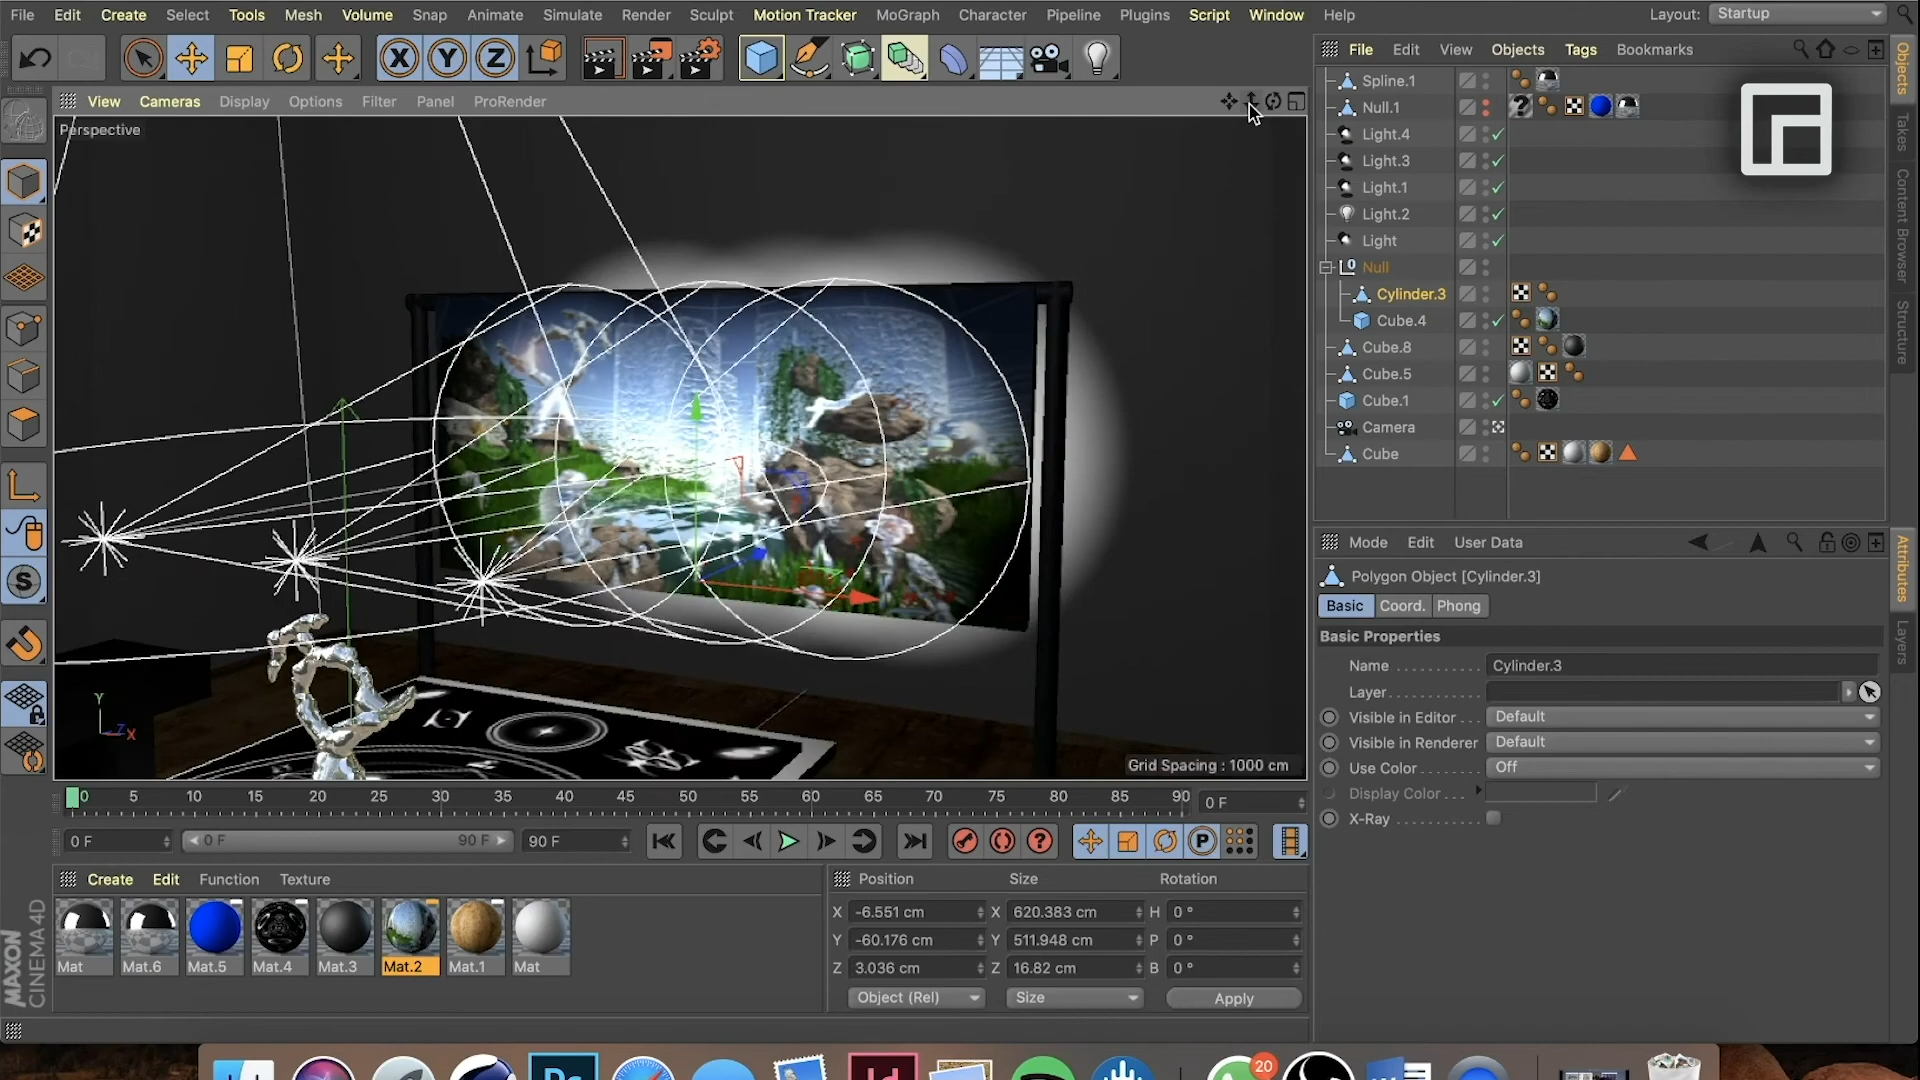 File Edit Create Select Tools Mesh Volume Snap Animate Simulate Render Sculpt Motion Tracker MoGraph Character Pipeline Plugins Script Window Help Layout: Startup
X Y Z
File Edit View Objects Tags Bookmarks
View Cameras Display Options Filter Panel ProRender
Perspective
Spline.1
Null.1
Light.4
Light.3
Light.1
Light.2
Light
Null
Cylinder.3
Cube.4
Cube.8
Cube.5
Cube.1
Camera
Cube
Objects
Takes
Content Browser
Structure
Mode Edit User Data
Polygon Object [Cylinder.3]
Basic Coord. Phong
Basic Properties
Name Cylinder.3
Layer
Visible in Editor Default
Visible in Renderer Default
Use Color Off
Display Color
X-Ray
Attributes
Layers
Y Z X
Grid Spacing : 1000 cm
0 5 10 15 20 25 30 35 40 45 50 55 60 65 70 75 80 85 90 0 F
0 F 0 F 90 F 90 F
Create Edit Function Texture
Mat Mat.6 Mat.5 Mat.4 Mat.3 Mat.2 Mat.1 Mat
MAXON
CINEMA 4D
Position Size Rotation
X -6.551 cm X 620.383 cm H 0 °
Y -60.176 cm Y 511.948 cm P 0 °
Z 3.036 cm Z 16.82 cm B 0 °
Object (Rel) Size Apply
Ps Id 20 W